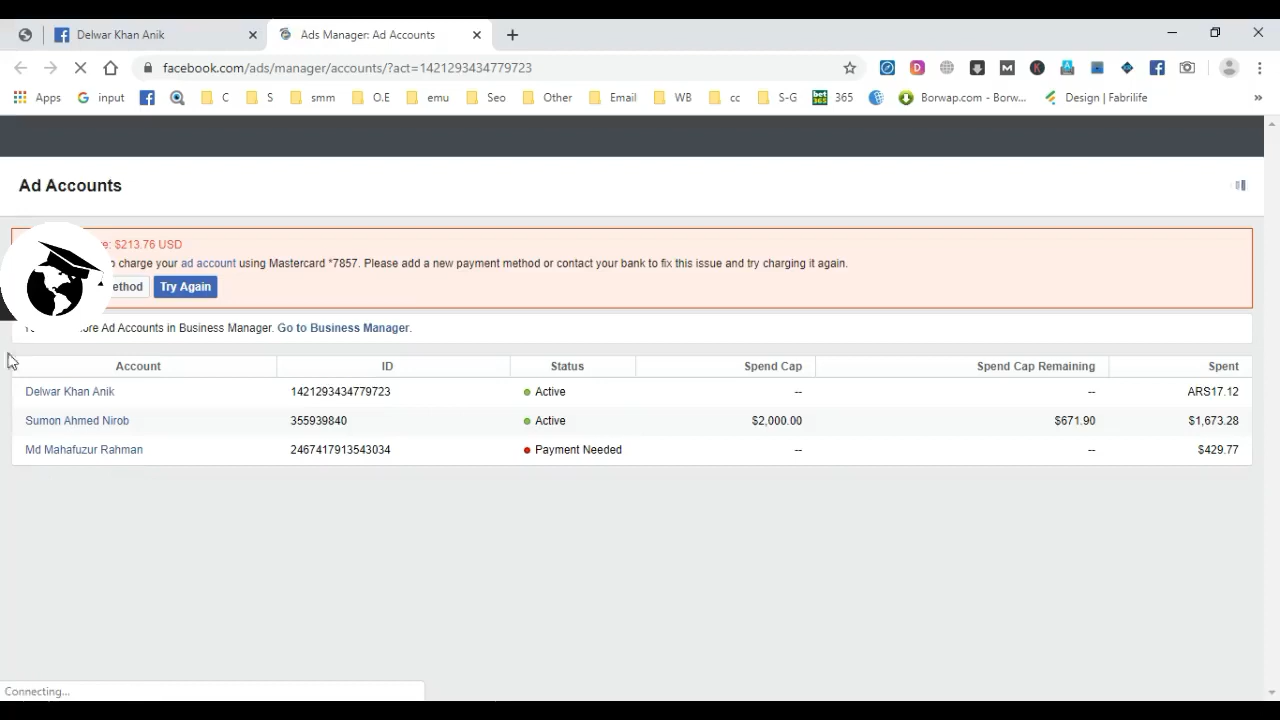 Delwar Khan Anik
Ads Manager: Ad Accounts
facebook.com/ads/manager/accounts/?act=1421293434779723
Apps input C S smm O.E emu Seo Other Email WB cc S-G bet365 365 Borwap.com - Borw... Design | Fabrilife »
Ad Accounts
$213.76 USD
o charge your ad account using Mastercard *7857. Please add a new payment method or contact your bank to fix this issue and try charging it again.
ethod Try Again
ore Ad Accounts in Business Manager. Go to Business Manager.
Account ID Status Spend Cap Spend Cap Remaining Spent
Delwar Khan Anik 1421293434779723 Active -- -- ARS17.12
Sumon Ahmed Nirob 355939840 Active $2,000.00 $671.90 $1,673.28
Md Mahafuzur Rahman 2467417913543034 Payment Needed -- -- $429.77
Connecting...